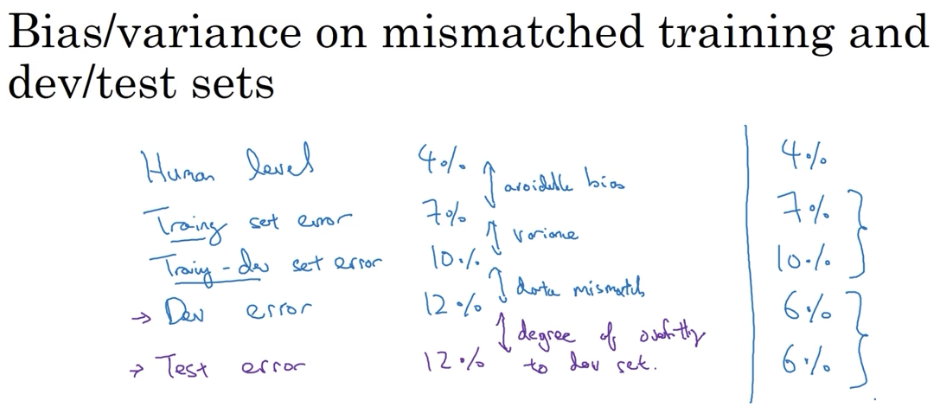 Bias/variance on mismatched training and
dev/test sets
Human level 4% 4%
avoidable bias
Training set error 7% 7%
variance
Training-dev set error 10% 10%
data mismatch
→ Dev error 12% 6%
degree of overfitting
→ Test error 12% to dev set. 6%